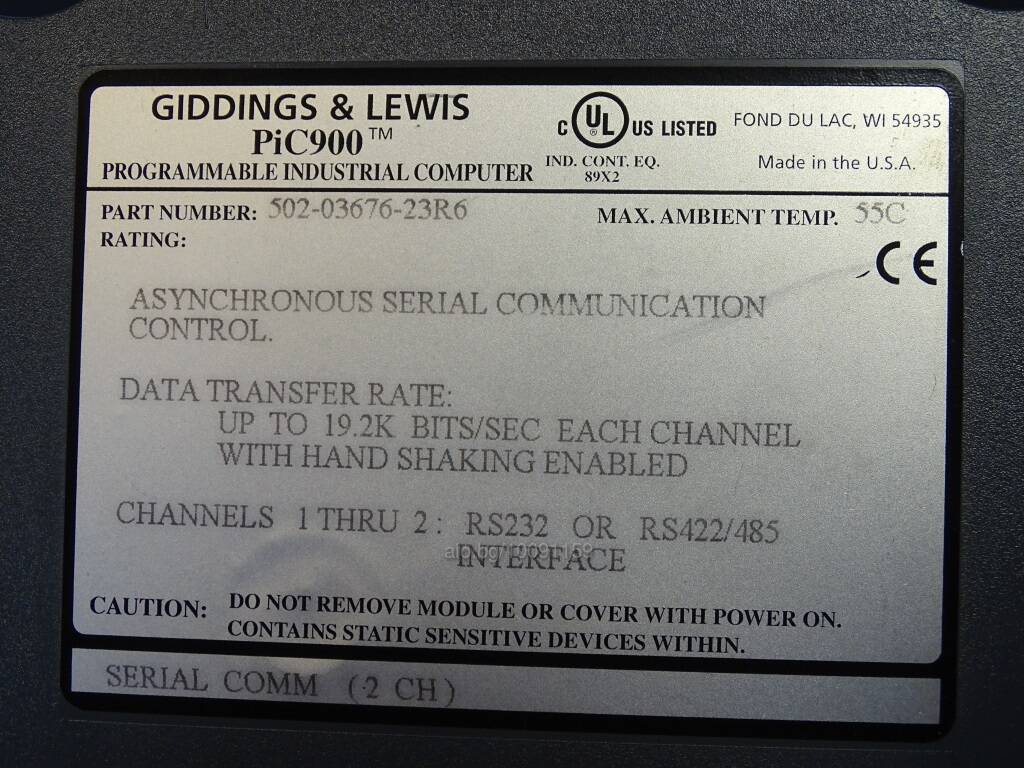 GIDDINGS & LEWIS
PiC900™
PROGRAMMABLE INDUSTRIAL COMPUTER
C UL US LISTED
IND. CONT. EQ.
89X2
FOND DU LAC, WI 54935
Made in the U.S.A.
PART NUMBER: 502-03676-23R6
MAX. AMBIENT TEMP. 55C
RATING:
CE
ASYNCHRONOUS SERIAL COMMUNICATION
CONTROL.
DATA TRANSFER RATE:
UP TO 19.2K BITS/SEC EACH CHANNEL
WITH HAND SHAKING ENABLED
CHANNELS 1 THRU 2: RS232 OR RS422/485
INTERFACE
CAUTION: DO NOT REMOVE MODULE OR COVER WITH POWER ON.
CONTAINS STATIC SENSITIVE DEVICES WITHIN.
SERIAL COMM (2 CH)